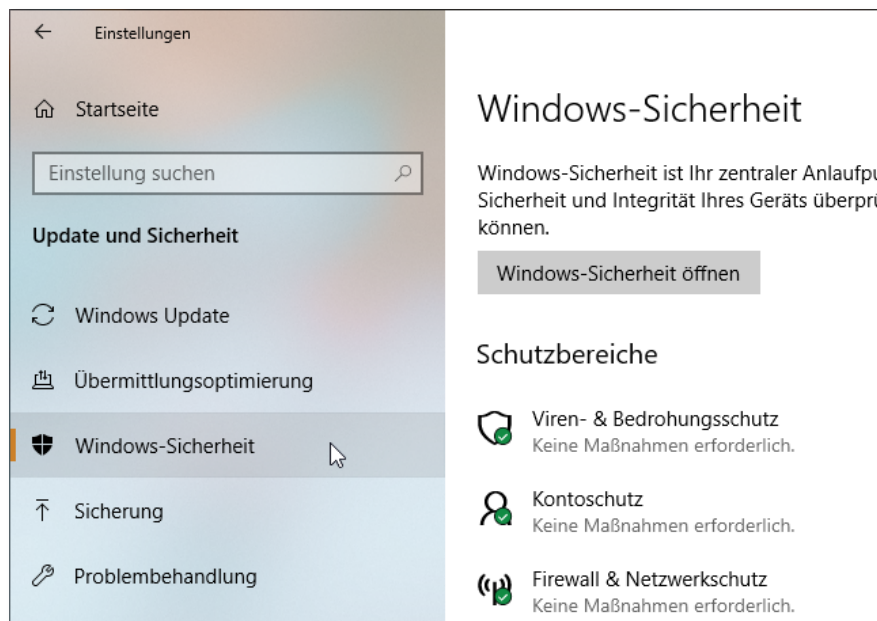 Einstellungen
Startseite
Einstellung suchen
Update und Sicherheit
Windows Update
Übermittlungsoptimierung
Windows-Sicherheit
Sicherung
Problembehandlung
Windows-Sicherheit
Windows-Sicherheit ist Ihr zentraler
Sicherheit und Integrität Ihres Geräts
können.
Windows-Sicherheit öffnen
Schutzbereiche
Viren- & Bedrohungsschutz
Keine Maßnahmen erforderlich.
Kontoschutz
Keine Maßnahmen erforderlich.
Firewall & Netzwerkschutz
Keine Maßnahmen erforderlich.